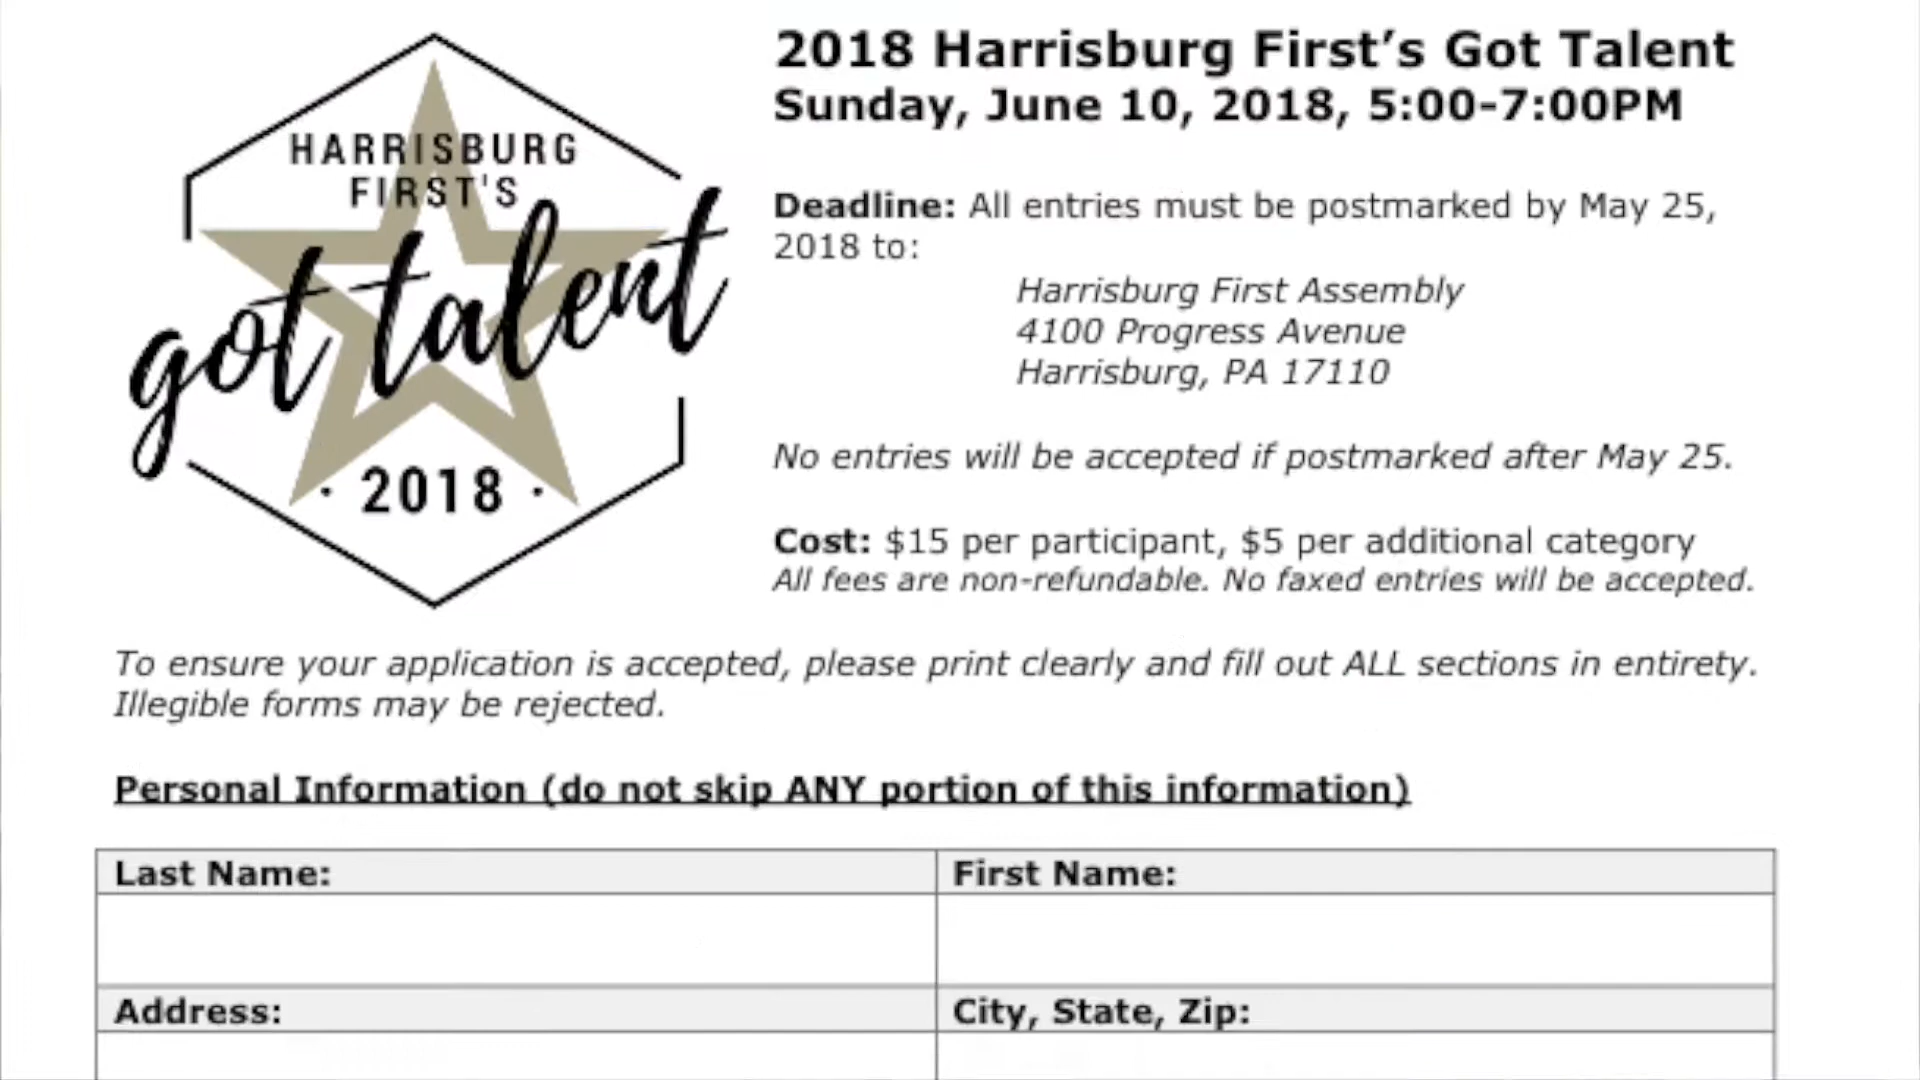 HARRISBURG
FIRST'S
got talent
· 2018 ·
2018 Harrisburg First’s Got Talent
Sunday, June 10, 2018, 5:00-7:00PM
Deadline: All entries must be postmarked by May 25,
2018 to:
Harrisburg First Assembly
4100 Progress Avenue
Harrisburg, PA 17110
No entries will be accepted if postmarked after May 25.
Cost: $15 per participant, $5 per additional category
All fees are non-refundable. No faxed entries will be accepted.
To ensure your application is accepted, please print clearly and fill out ALL sections in entirety.
Illegible forms may be rejected.
Personal Information (do not skip ANY portion of this information)
Last Name:
First Name:
Address:
City, State, Zip: